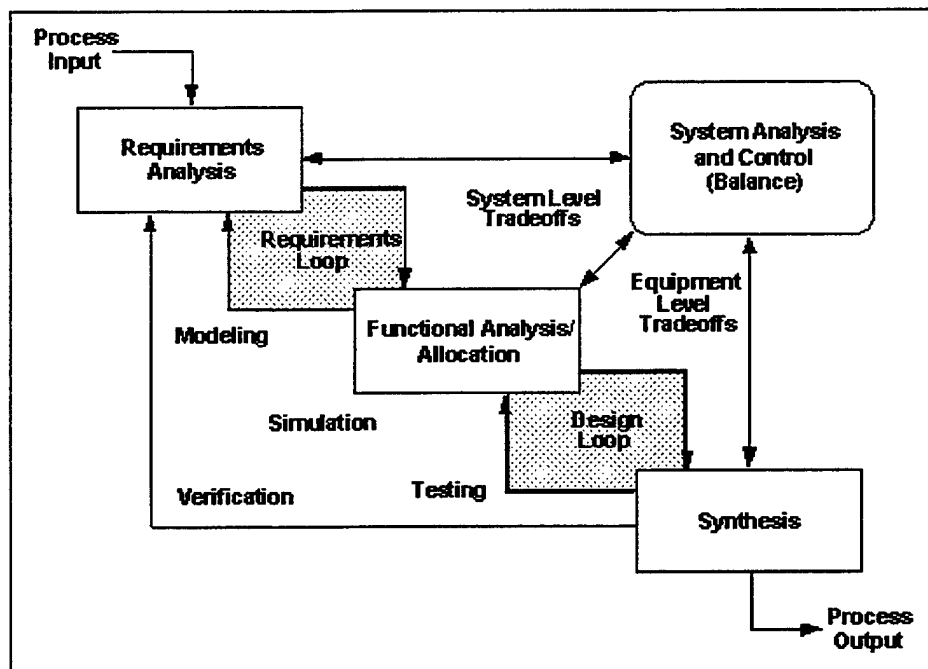 Process
Input
Requirements
Analysis
System Analysis
and Control
(Balance)
System Level
Tradeoffs
Requirements
Loop
Equipment
Level
Tradeoffs
Modeling
Functional Analysis/
Allocation
Simulation
Design
Loop
Verification
Testing
Synthesis
Process
Output